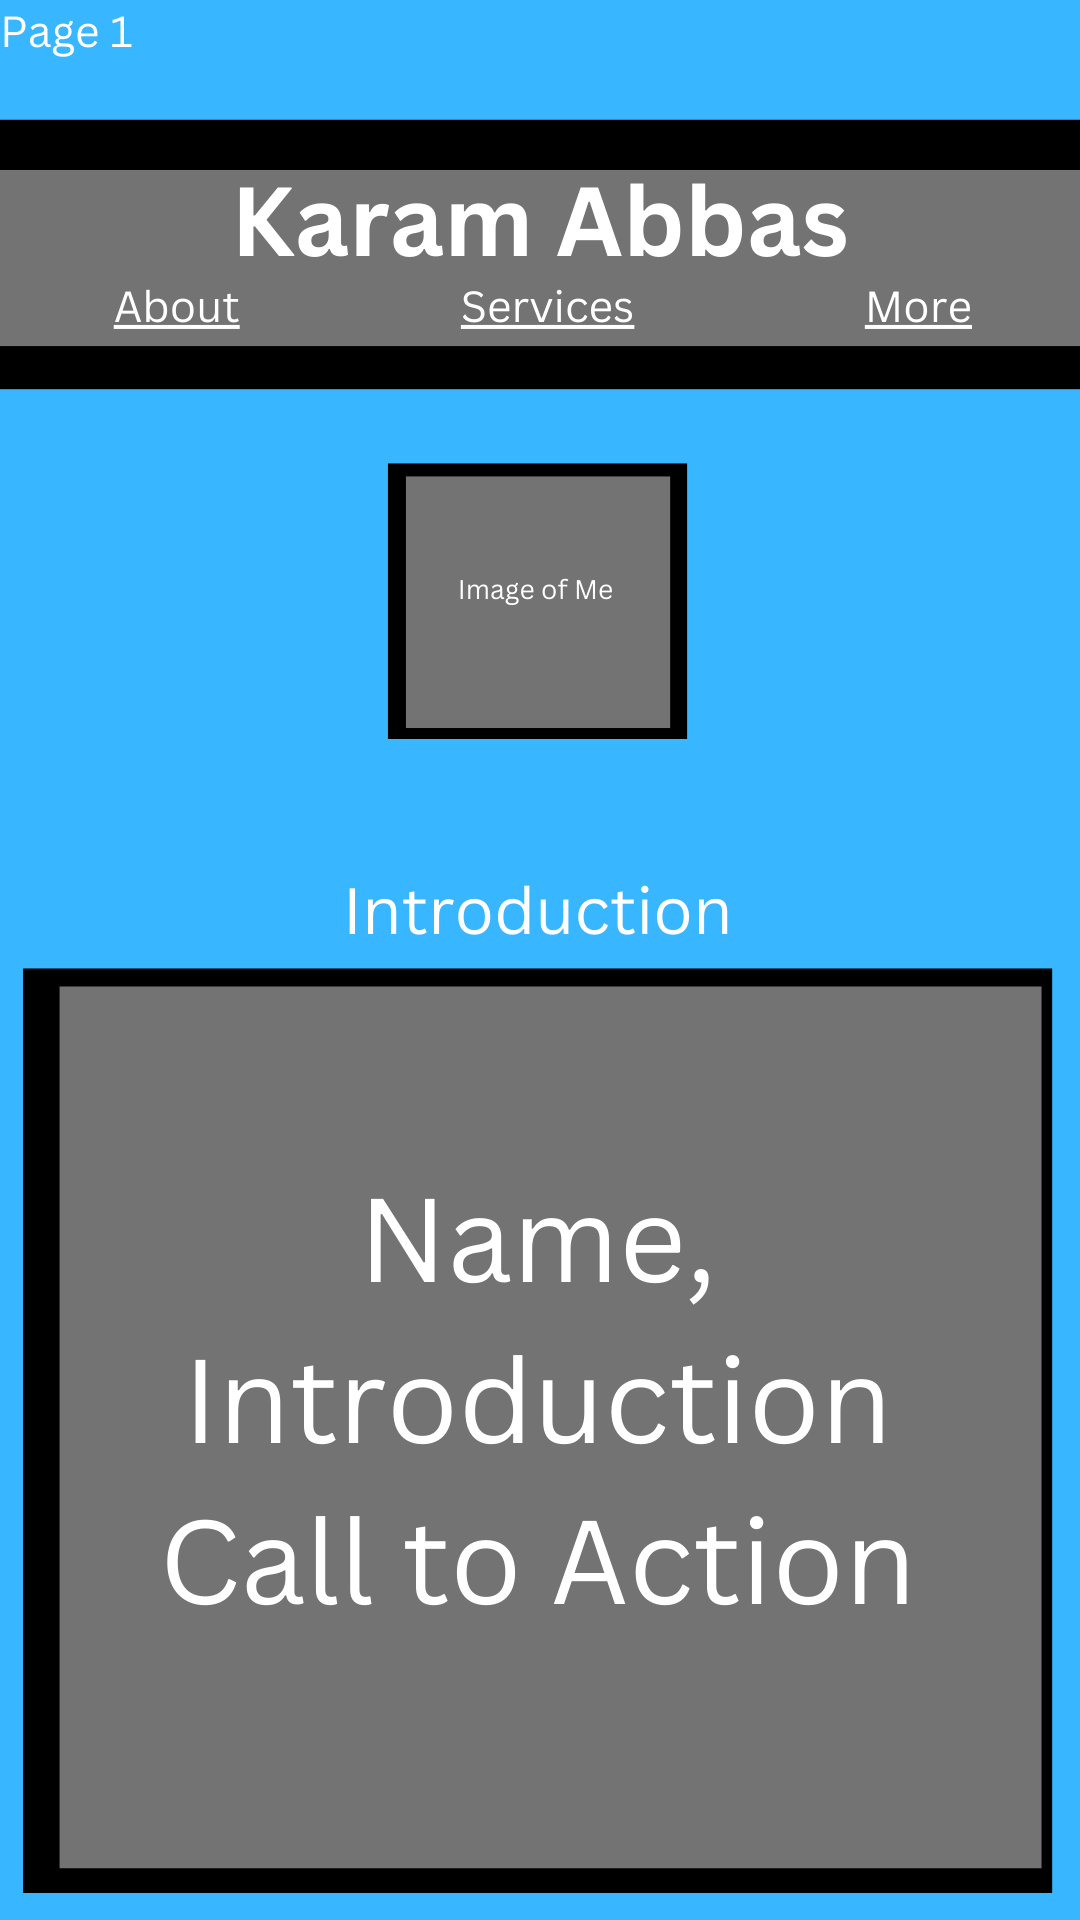 Page 1
Karam Abbas
About Services More
Image of Me
Introduction
Name,
Introduction
Call to Action